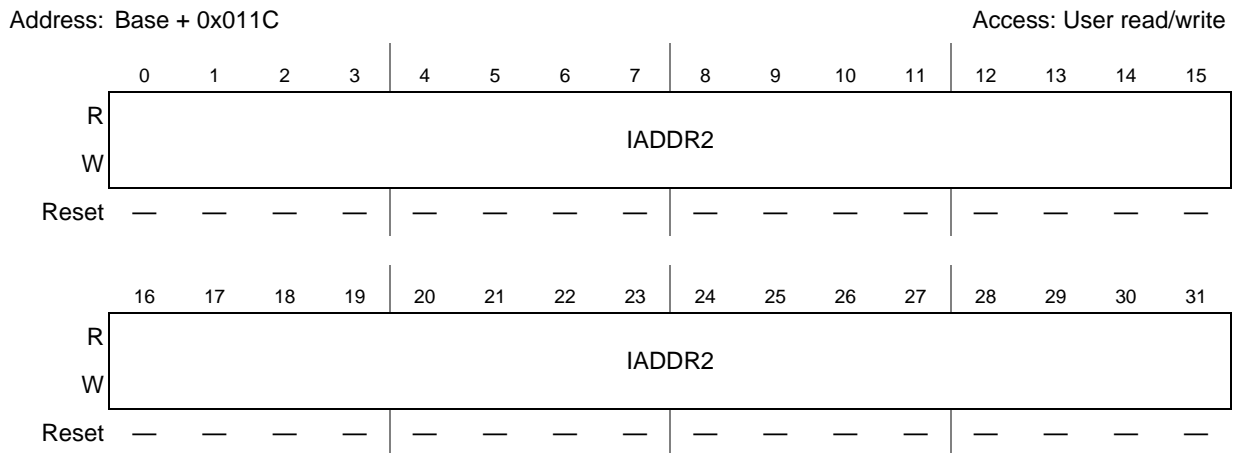 Address: Base + 0x011C Access: User read/write
0 1 2 3 4 5 6 7 8 9 10 11 12 13 14 15
R
IADDR2
W
Reset — — — — — — — — — — — — — — — —
16 17 18 19 20 21 22 23 24 25 26 27 28 29 30 31
R
IADDR2
W
Reset — — — — — — — — — — — — — — — —